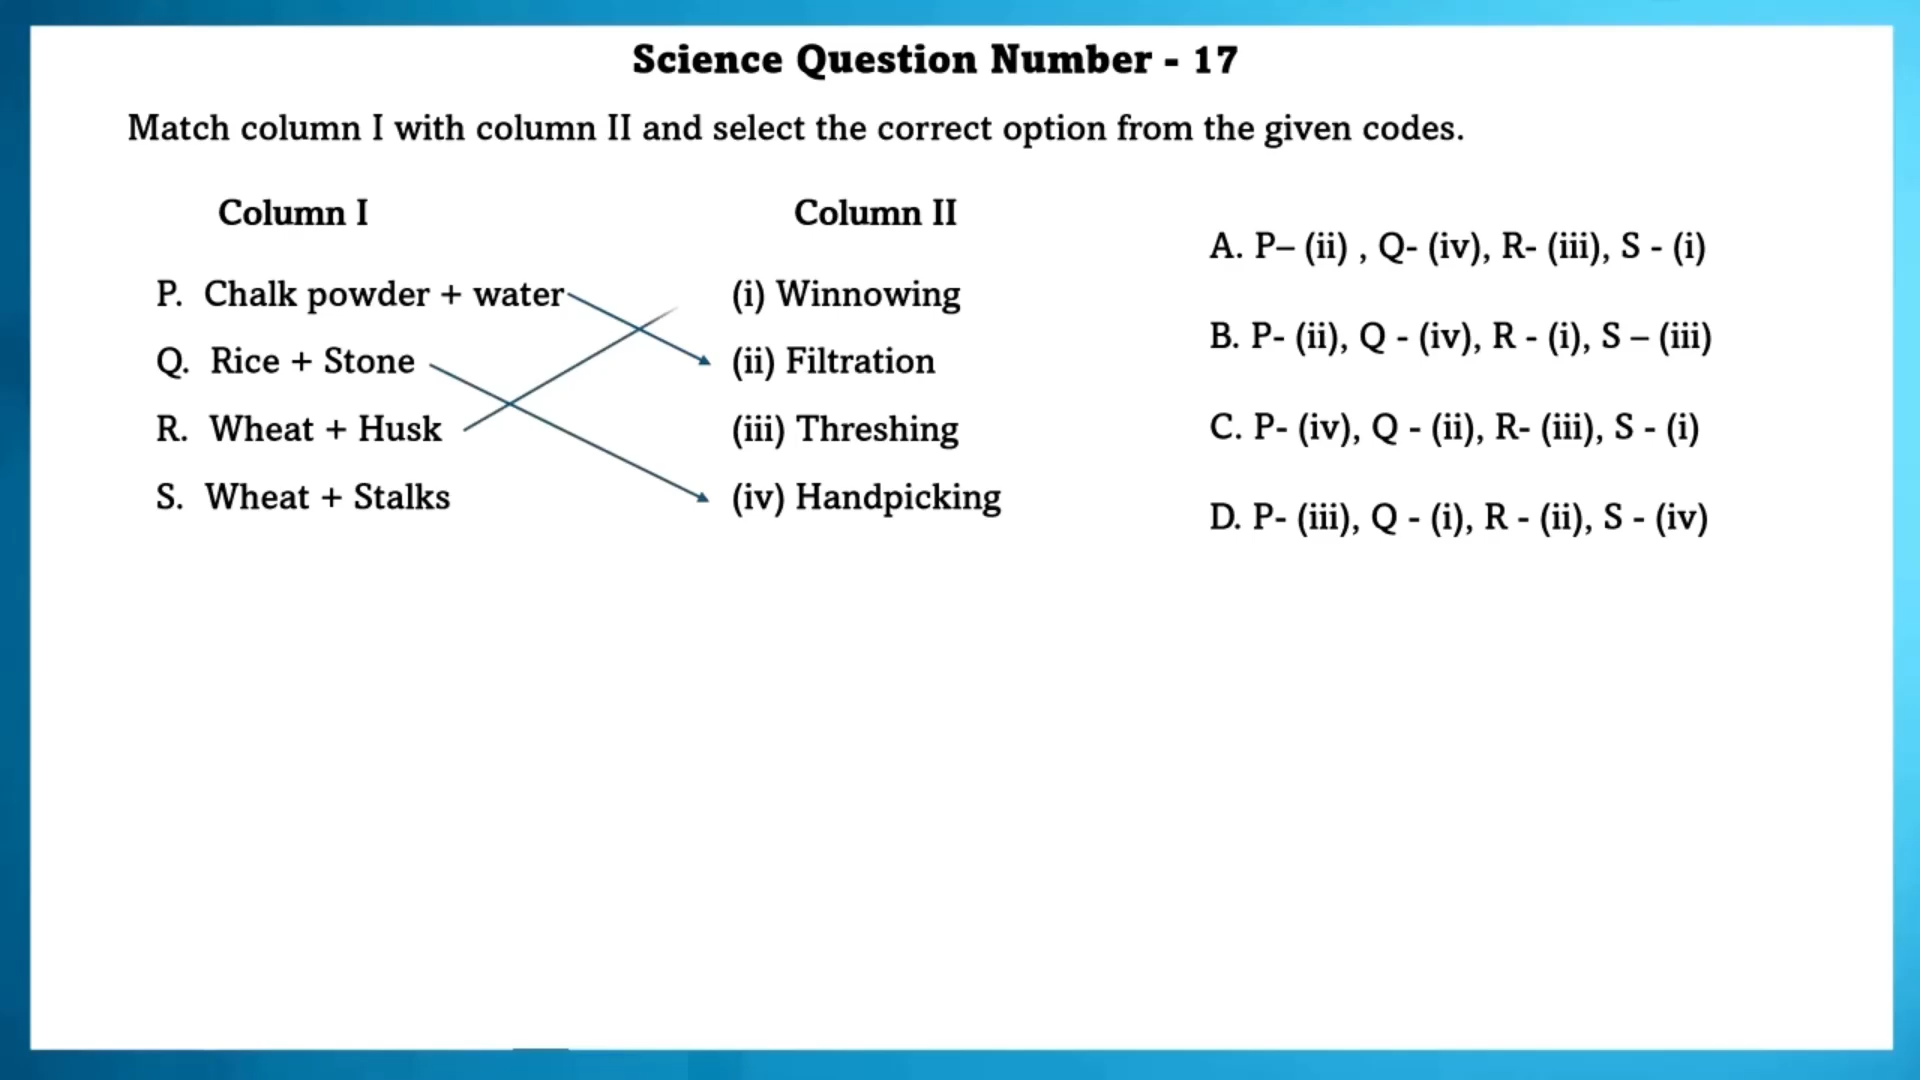 Science Question Number - 17
Match column I with column II and select the correct option from the given codes.
Column I
P. Chalk powder + water
Q. Rice + Stone
R. Wheat + Husk
S. Wheat + Stalks
Column II
(i) Winnowing
(ii) Filtration
(iii) Threshing
(iv) Handpicking
A. P– (ii) , Q- (iv), R- (iii), S - (i)
B. P- (ii), Q - (iv), R - (i), S – (iii)
C. P- (iv), Q - (ii), R- (iii), S - (i)
D. P- (iii), Q - (i), R - (ii), S - (iv)